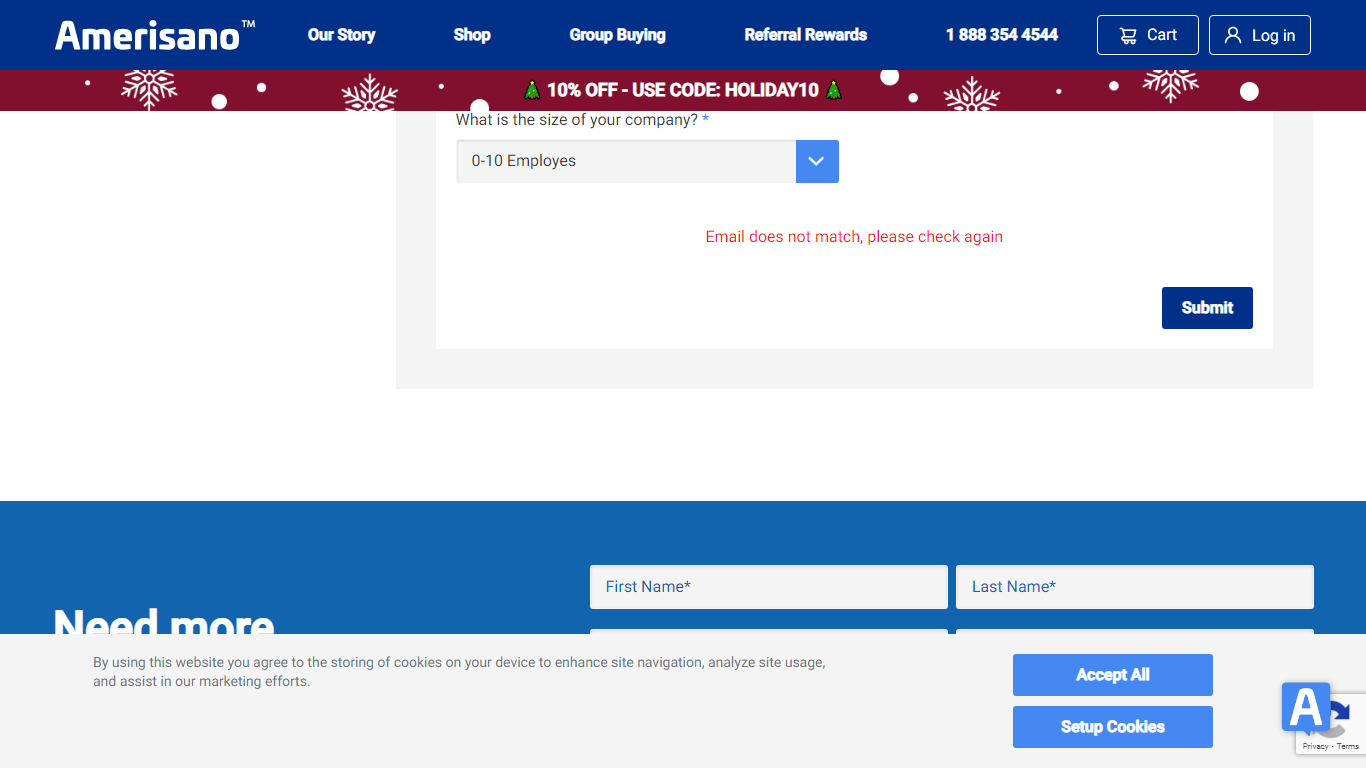 Amerisano™
Our Story
Shop
Group Buying
Referral Rewards
1 888 354 4544
Cart
Log in
10% OFF - USE CODE: HOLIDAY10
What is the size of your company? *
0-10 Employes
Email does not match, please check again
Submit
First Name*
Last Name*
Need more
By using this website you agree to the storing of cookies on your device to enhance site navigation, analyze site usage,
and assist in our marketing efforts.
Accept All
Setup Cookies
A
Privacy - Terms